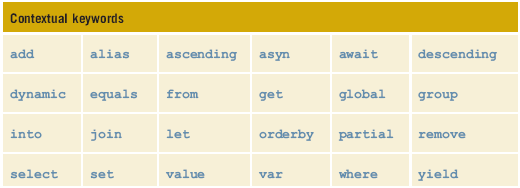 Contextual keywords
add alias ascending asyn await descending
dynamic equals from get global group
into join let orderby partial remove
select set value var where yield